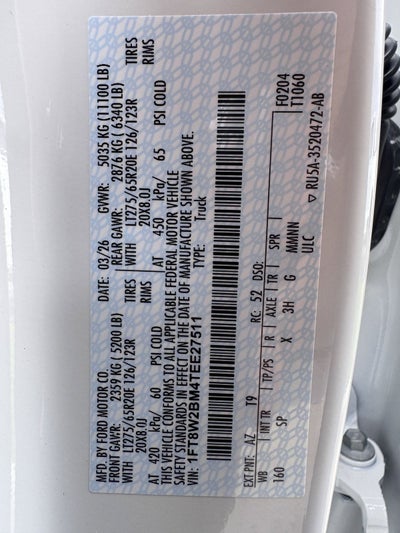 MFD. BY FORD MOTOR CO.
DATE: 03/26 GVWR: 5035 KG (11100 LB)
FRONT GAWR: 2359 KG ( 5200 LB) REAR GAWR: 2876 KG ( 6340 LB)
WITH LT275/65R20E 126/123R TIRES WITH LT275/65R20E 126/123R TIRES
20X8.0J RIMS 20X8.0J RIMS
AT 420 kPa/ 60 PSI COLD AT 450 kPa/ 65 PSI COLD
THIS VEHICLE CONFORMS TO ALL APPLICABLE FEDERAL MOTOR VEHICLE
SAFETY STANDARDS IN EFFECT ON THE DATE OF MANUFACTURE SHOWN ABOVE.
VIN: 1FT8W2BM4TEE27511 TYPE: Truck
F0204
T1060
EXT PNT: AZ T9 RC: 52 DSO:
WB INT TR TP/PS R AXLE TR SPR
160 SP X 3H G MMMNN
ULC
▽ RU5A-3520472-AB